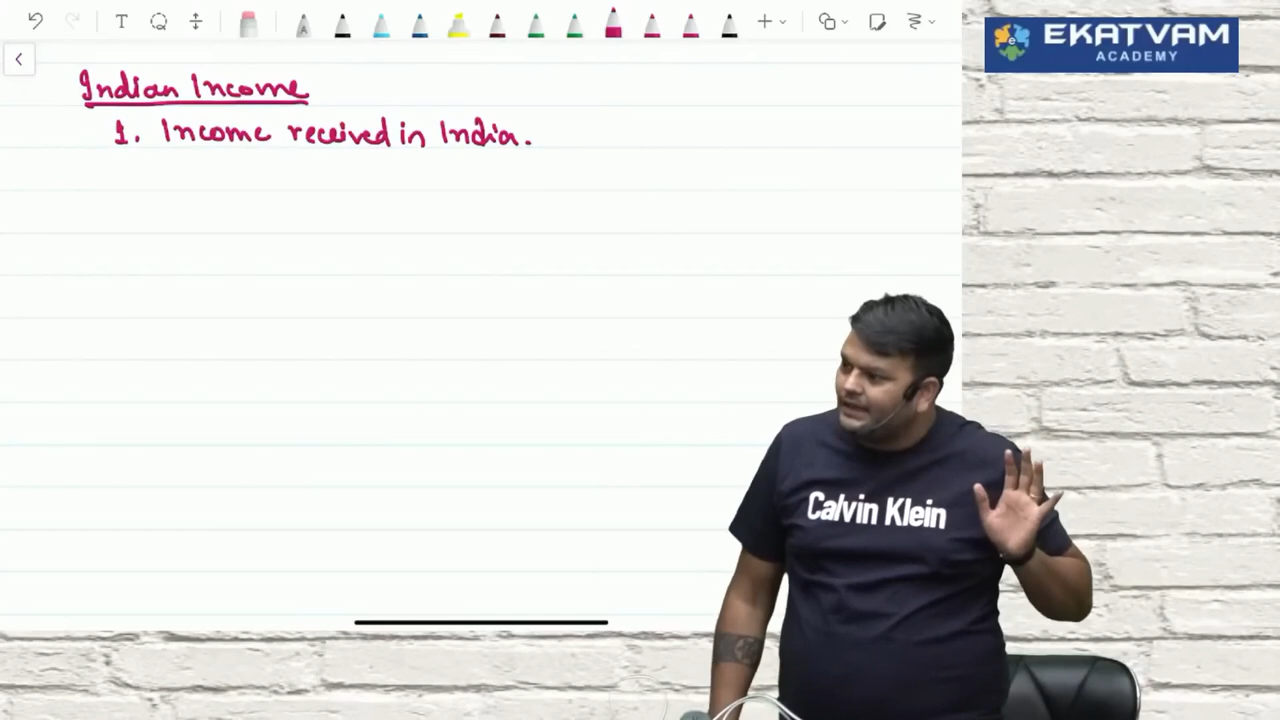 EKATVAM
ACADEMY
Indian Income
1. Income received in India.
Calvin Klein